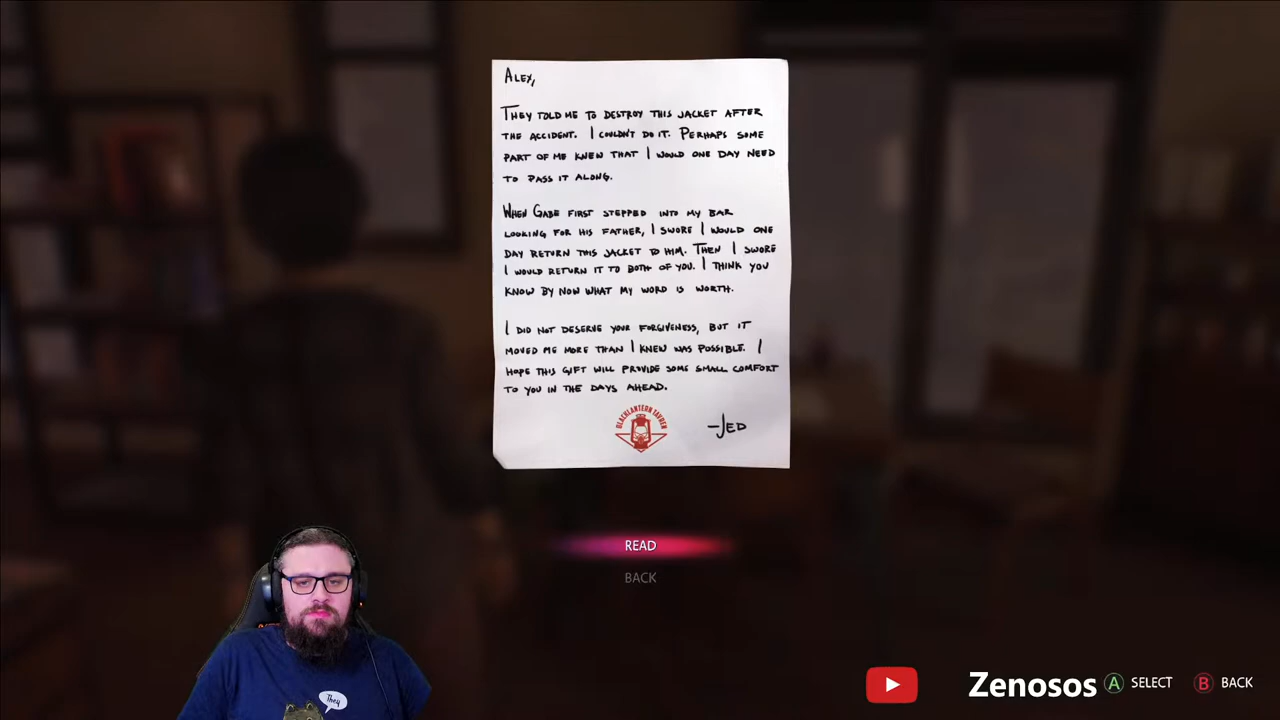 ALEX,
THEY TOLD ME TO DESTROY THIS JACKET AFTER
THE ACCIDENT. I COULDN'T DO IT. PERHAPS SOME
PART OF ME KNEW THAT I WOULD ONE DAY NEED
TO PASS IT ALONG.
WHEN GABE FIRST STEPPED INTO MY BAR
LOOKING FOR HIS FATHER, I SWORE I WOULD ONE
DAY RETURN THIS JACKET TO HIM. THEN I SWORE
I WOULD RETURN IT TO BOTH OF YOU. I THINK YOU
KNOW BY NOW WHAT MY WORD IS WORTH.
I DID NOT DESERVE YOUR FORGIVENESS, BUT IT
MOVED ME MORE THAN I KNEW WAS POSSIBLE. I
HOPE THIS GIFT WILL PROVIDE SOME SMALL COMFORT
TO YOU IN THE DAYS AHEAD.
BLACK LANTERN TAVERN
-JED
READ
BACK
They
Zenosos
A SELECT
B BACK